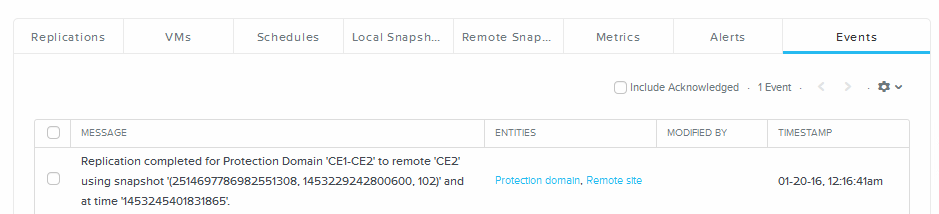 Replications VMs Schedules Local Snapsh... Remote Snap... Metrics Alerts Events
Include Acknowledged · 1 Event ·
MESSAGE ENTITIES MODIFIED BY TIMESTAMP
Replication completed for Protection Domain 'CE1-CE2' to remote 'CE2'
using snapshot '(2514697786982551308, 1453229242800600, 102)' and
at time '1453245401831865'.
Protection domain, Remote site
01-20-16, 12:16:41am